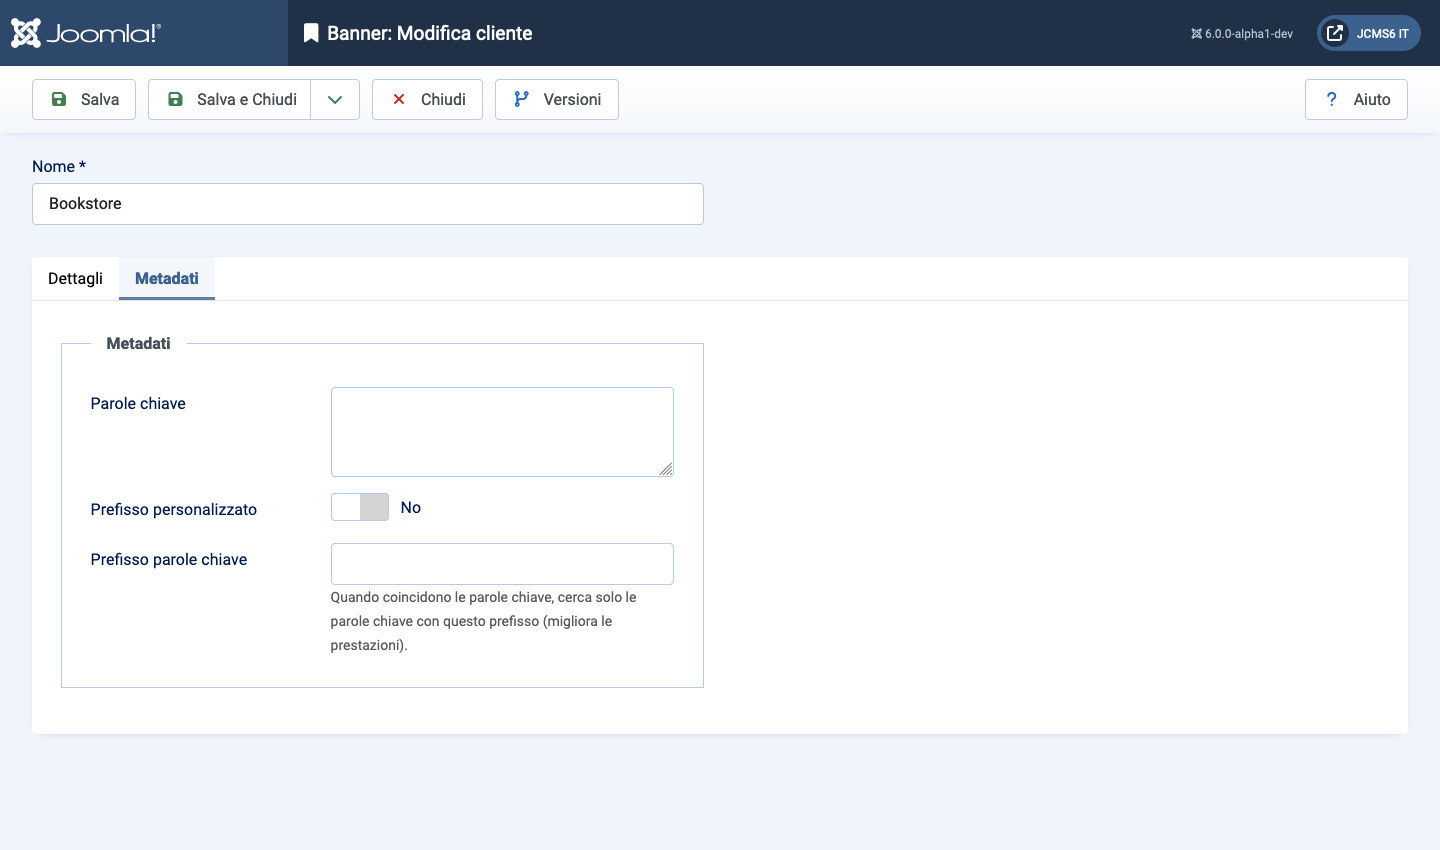 Joomla!®
Banner: Modifica cliente
6.0.0-alpha1-dev
JCMS6 IT
Salva
Salva e Chiudi
Chiudi
Versioni
? Aiuto
Nome *
Bookstore
Dettagli
Metadati
Metadati
Parole chiave
Prefisso personalizzato
No
Prefisso parole chiave
Quando coincidono le parole chiave, cerca solo le
parole chiave con questo prefisso (migliora le
prestazioni).